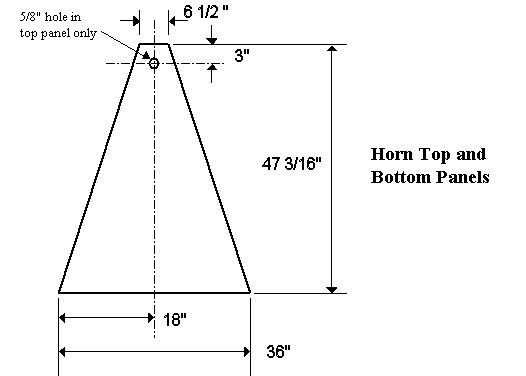 5/8" hole in
top panel only
6 1/2 "
3"
47 3/16"
Horn Top and
Bottom Panels
18"
36"